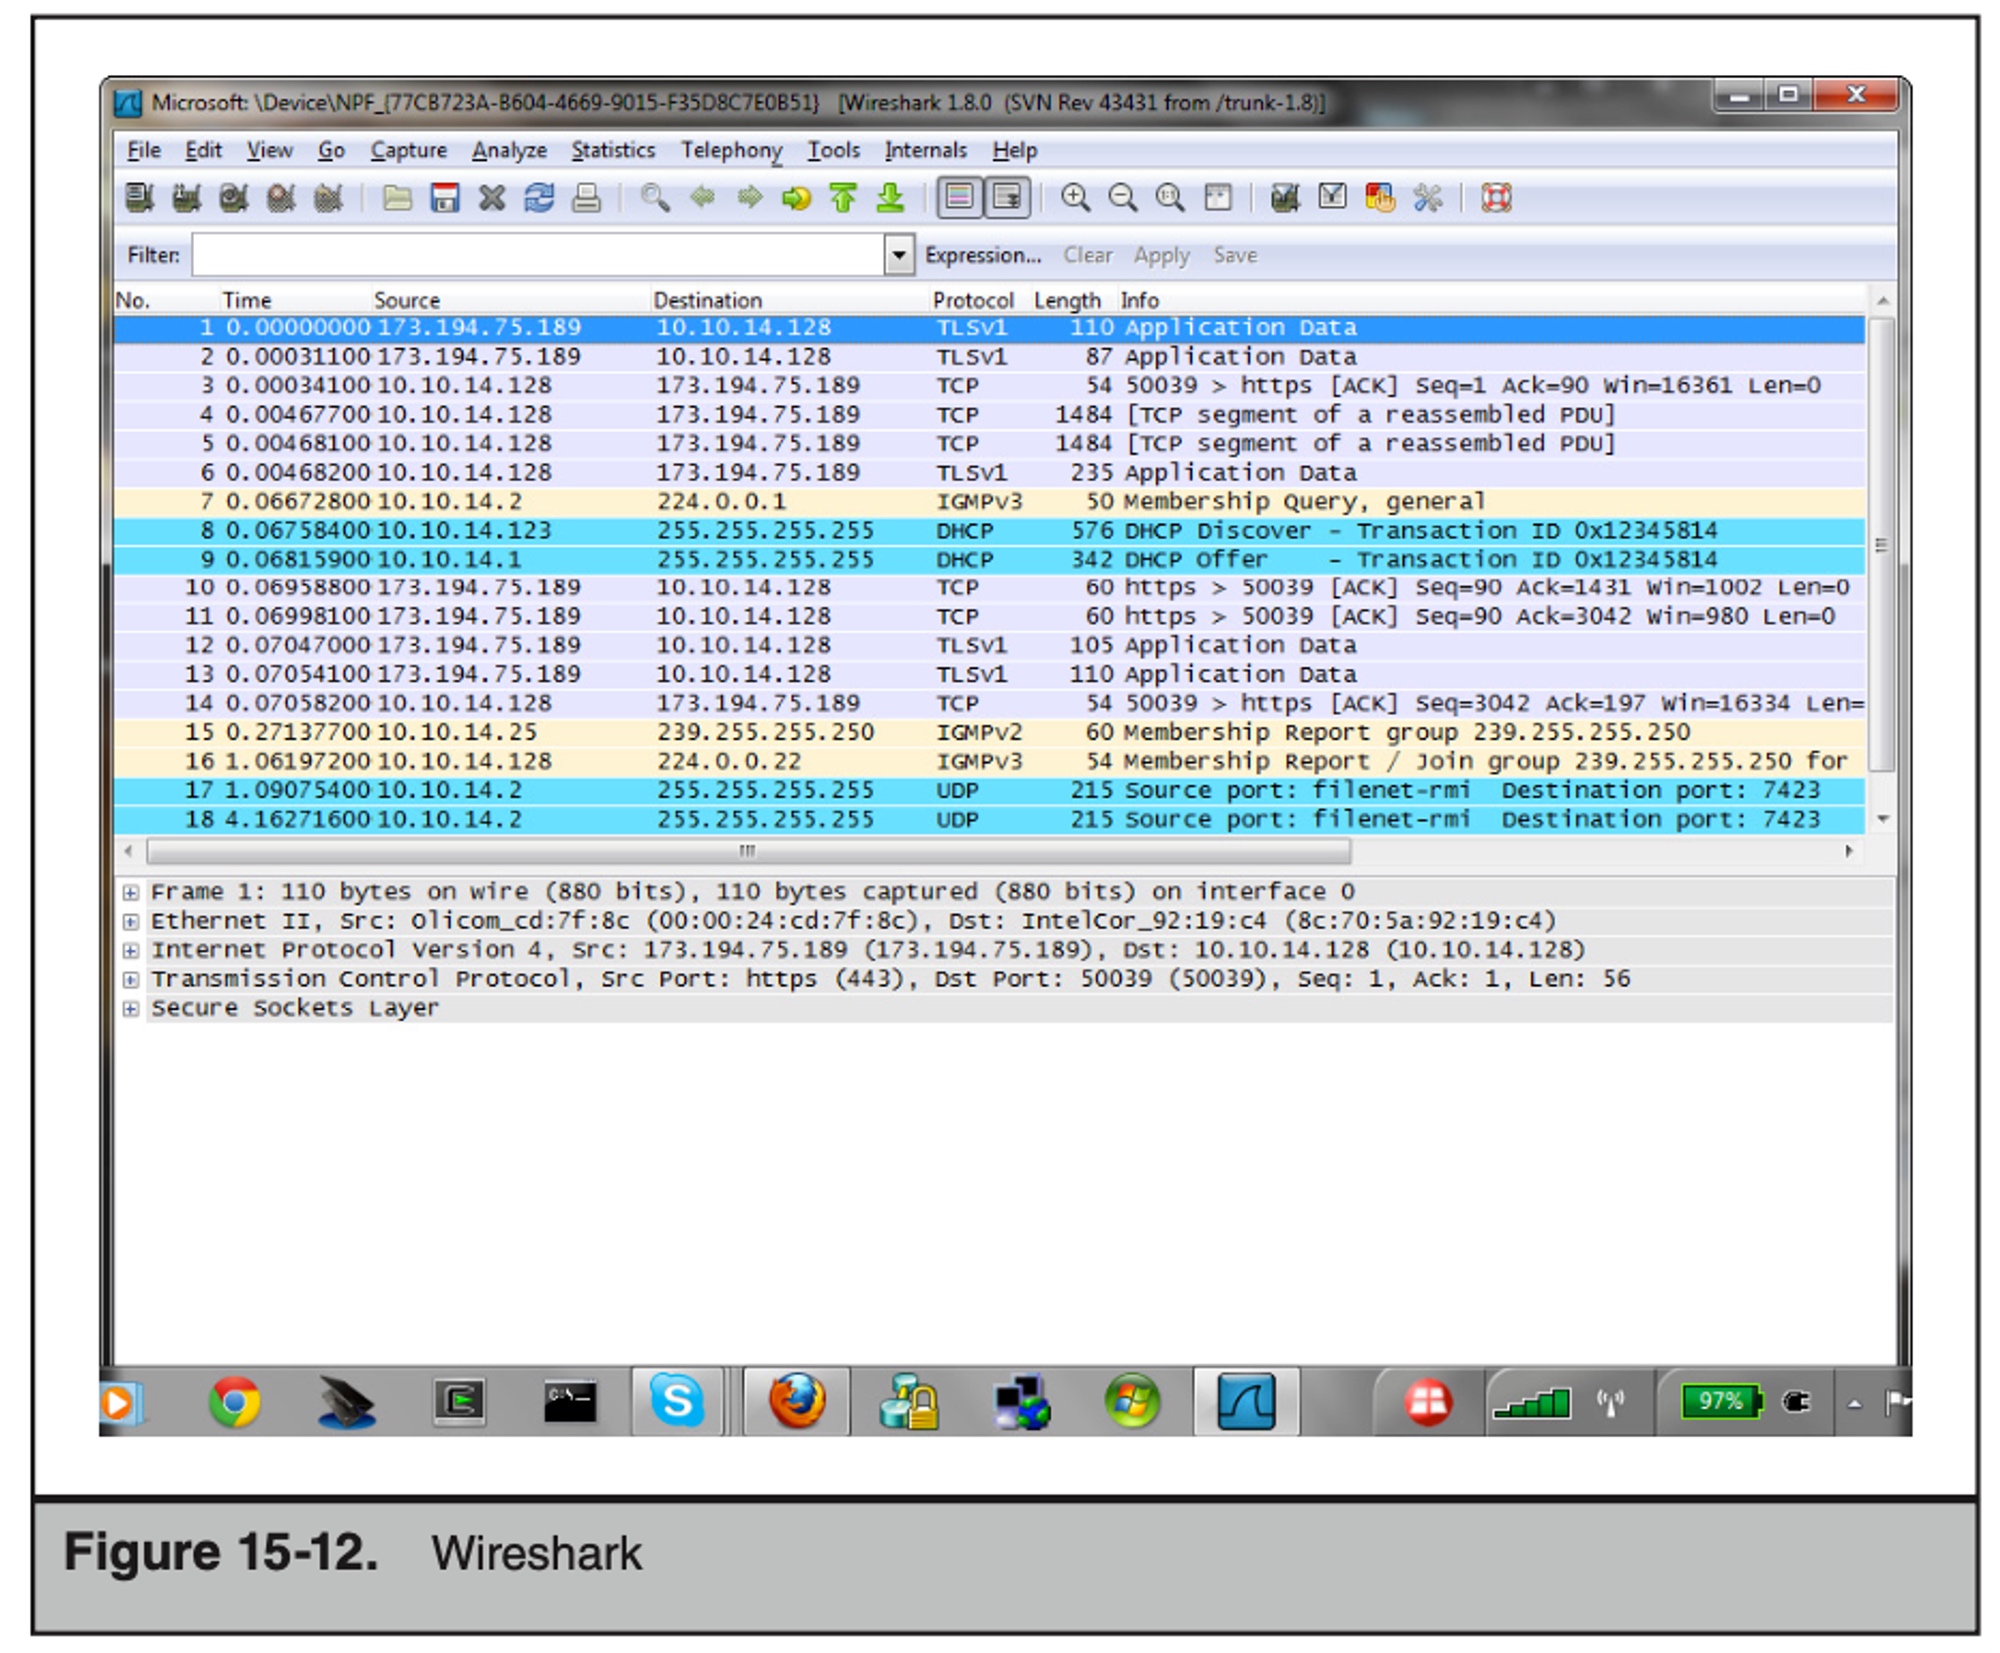 Microsoft: \Device\NPF_{77CB723A-B604-4669-9015-F35D8C7E0B51} [Wireshark 1.8.0 (SVN Rev 43431 from /trunk-1.8)]
File Edit View Go Capture Analyze Statistics Telephony Tools Internals Help
Filter: Expression... Clear Apply Save
No. Time Source Destination Protocol Length Info
1 0.00000000 173.194.75.189 10.10.14.128 TLSv1 110 Application Data
2 0.00031100 173.194.75.189 10.10.14.128 TLSv1 87 Application Data
3 0.00034100 10.10.14.128 173.194.75.189 TCP 54 50039 > https [ACK] Seq=1 Ack=90 Win=16361 Len=0
4 0.00467700 10.10.14.128 173.194.75.189 TCP 1484 [TCP segment of a reassembled PDU]
5 0.00468100 10.10.14.128 173.194.75.189 TCP 1484 [TCP segment of a reassembled PDU]
6 0.00468200 10.10.14.128 173.194.75.189 TLSv1 235 Application Data
7 0.06672800 10.10.14.2 224.0.0.1 IGMPv3 50 Membership Query, general
8 0.06758400 10.10.14.123 255.255.255.255 DHCP 576 DHCP Discover - Transaction ID 0x12345814
9 0.06815900 10.10.14.1 255.255.255.255 DHCP 342 DHCP Offer - Transaction ID 0x12345814
10 0.06958800 173.194.75.189 10.10.14.128 TCP 60 https > 50039 [ACK] Seq=90 Ack=1431 Win=1002 Len=0
11 0.06998100 173.194.75.189 10.10.14.128 TCP 60 https > 50039 [ACK] Seq=90 Ack=3042 Win=980 Len=0
12 0.07047000 173.194.75.189 10.10.14.128 TLSv1 105 Application Data
13 0.07054100 173.194.75.189 10.10.14.128 TLSv1 110 Application Data
14 0.07058200 10.10.14.128 173.194.75.189 TCP 54 50039 > https [ACK] Seq=3042 Ack=197 Win=16334 Len=
15 0.27137700 10.10.14.25 239.255.255.250 IGMPv2 60 Membership Report group 239.255.255.250
16 1.06197200 10.10.14.128 224.0.0.22 IGMPv3 54 Membership Report / Join group 239.255.255.250 for
17 1.09075400 10.10.14.2 255.255.255.255 UDP 215 Source port: filenet-rmi Destination port: 7423
18 4.16271600 10.10.14.2 255.255.255.255 UDP 215 Source port: filenet-rmi Destination port: 7423
Frame 1: 110 bytes on wire (880 bits), 110 bytes captured (880 bits) on interface 0
Ethernet II, Src: Olicom_cd:7f:8c (00:00:24:cd:7f:8c), Dst: IntelCor_92:19:c4 (8c:70:5a:92:19:c4)
Internet Protocol Version 4, Src: 173.194.75.189 (173.194.75.189), Dst: 10.10.14.128 (10.10.14.128)
Transmission Control Protocol, Src Port: https (443), Dst Port: 50039 (50039), Seq: 1, Ack: 1, Len: 56
Secure Sockets Layer
97%
Figure 15-12. Wireshark